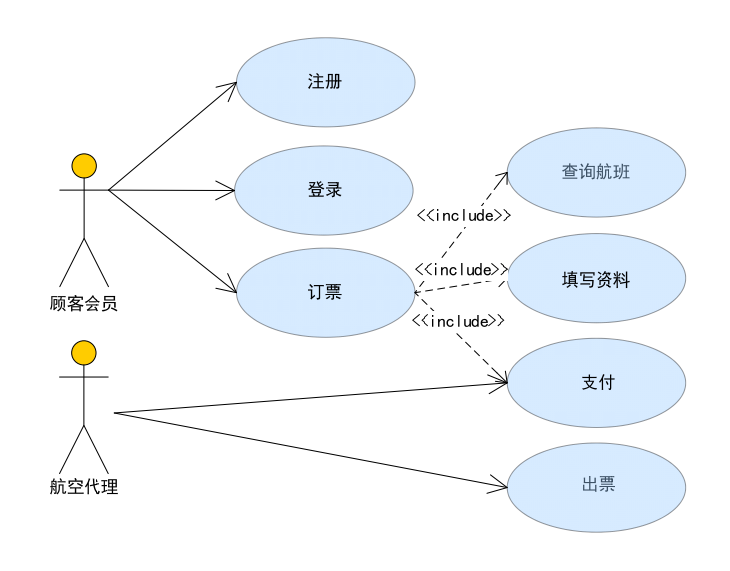 注册
查询航班
登录
<<include>>
<<include>>
填写资料
订票
顾客会员
<<include>>
支付
航空代理
出票